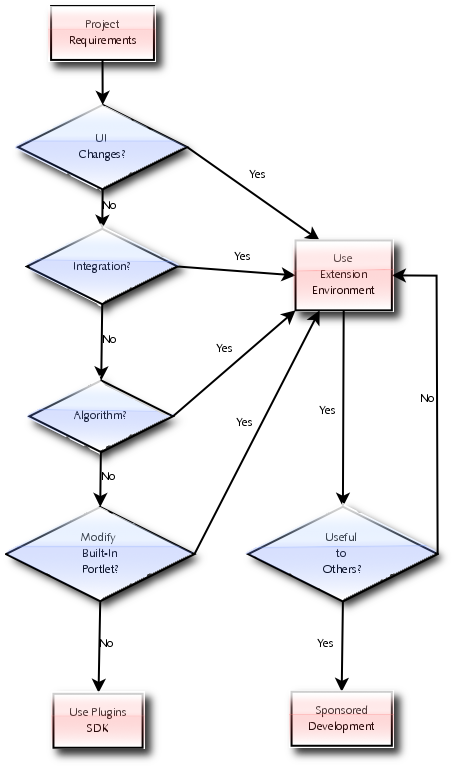 Project
Requirements
UI
Changes?
Yes
No
Integration?
Yes
Use
Extension
Environment
No
Yes
Algorithm?
Yes
No
Yes
No
Modify
Built-In
Portlet?
Useful
to
Others?
No
Yes
Use Plugins
SDK
Sponsored
Development